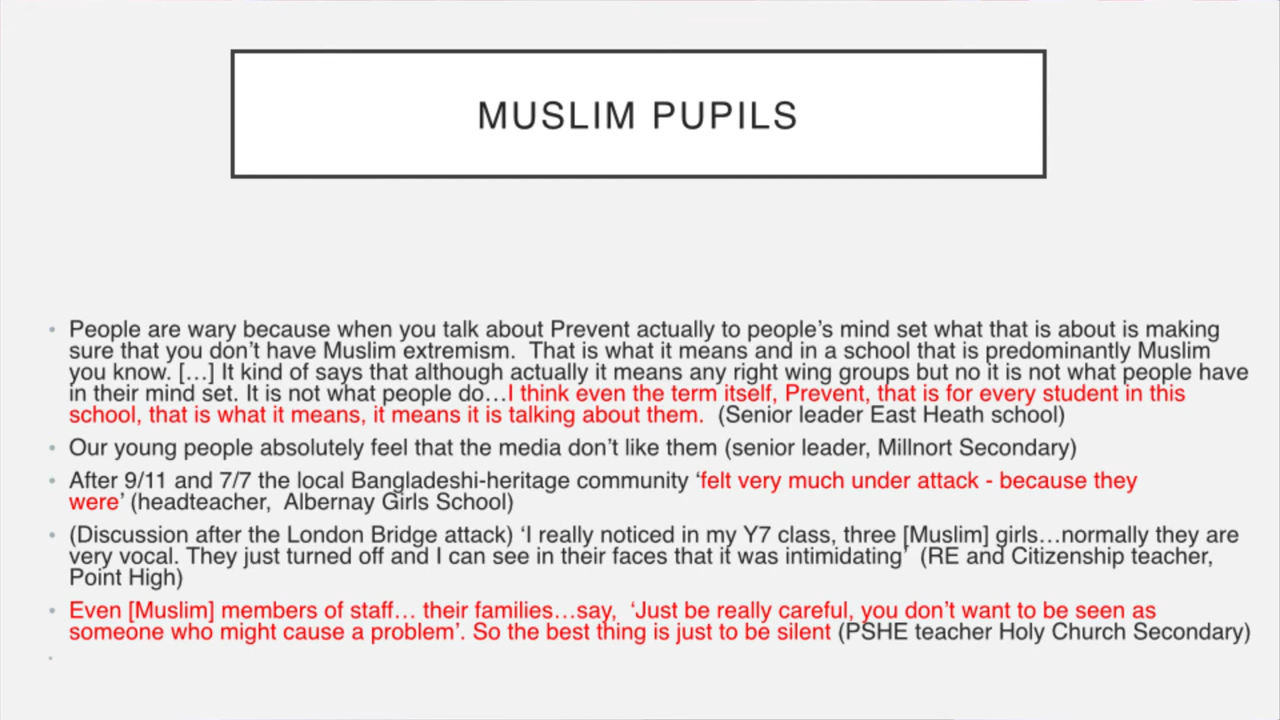 MUSLIM PUPILS
• People are wary because when you talk about Prevent actually to people's mind set what that is about is making
sure that you don't have Muslim extremism.  That is what it means and in a school that is predominantly Muslim
you know. […] It kind of says that although actually it means any right wing groups but no it is not what people have
in their mind set. It is not what people do…I think even the term itself, Prevent, that is for every student in this
school, that is what it means, it means it is talking about them.  (Senior leader East Heath school)
• Our young people absolutely feel that the media don't like them (senior leader, Millnort Secondary)
• After 9/11 and 7/7 the local Bangladeshi-heritage community ‘felt very much under attack - because they
were’ (headteacher,  Albernay Girls School)
• (Discussion after the London Bridge attack) ‘I really noticed in my Y7 class, three [Muslim] girls…normally they are
very vocal. They just turned off and I can see in their faces that it was intimidating’  (RE and Citizenship teacher,
Point High)
• Even [Muslim] members of staff… their families…say,  ‘Just be really careful, you don't want to be seen as
someone who might cause a problem’. So the best thing is just to be silent (PSHE teacher Holy Church Secondary)
•